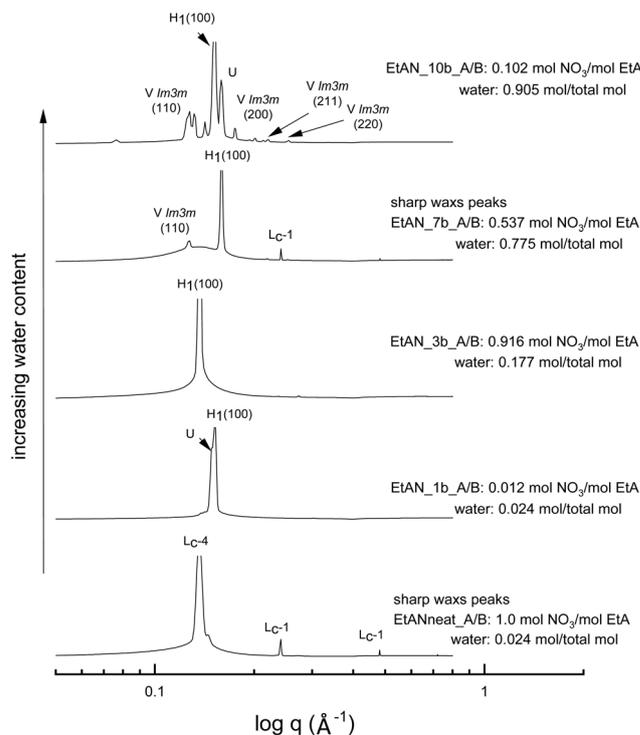 H1(100)
V Im3m
(110)
U
V Im3m
(200)
V Im3m
(211)
V Im3m
(220)
EtAN_10b_A/B: 0.102 mol NO3/mol EtA
water: 0.905 mol/total mol
H1(100)
V Im3m
(110)
Lc-1
sharp waxs peaks
EtAN_7b_A/B: 0.537 mol NO3/mol EtA
water: 0.775 mol/total mol
H1(100)
EtAN_3b_A/B: 0.916 mol NO3/mol EtA
water: 0.177 mol/total mol
H1(100)
U
EtAN_1b_A/B: 0.012 mol NO3/mol EtA
water: 0.024 mol/total mol
Lc-4
Lc-1
Lc-1
sharp waxs peaks
EtANneat_A/B: 1.0 mol NO3/mol EtA
water: 0.024 mol/total mol
increasing water content
0.1
1
log q (Å-1)